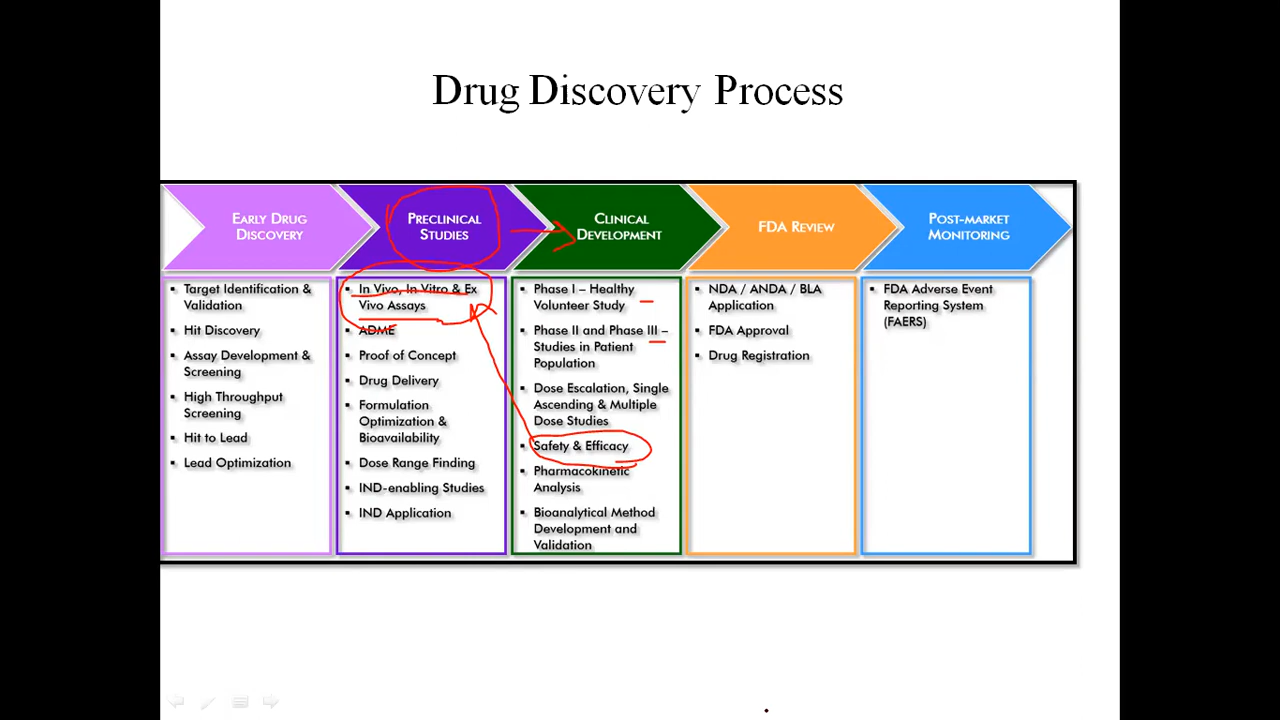 Drug Discovery Process
EARLY DRUG
DISCOVERY
▪ Target Identification &
Validation
▪ Hit Discovery
▪ Assay Development &
Screening
▪ High Throughput
Screening
▪ Hit to Lead
▪ Lead Optimization
PRECLINICAL
STUDIES
▪ In Vivo, In Vitro & Ex
Vivo Assays
▪ ADME
▪ Proof of Concept
▪ Drug Delivery
▪ Formulation
Optimization &
Bioavailability
▪ Dose Range Finding
▪ IND-enabling Studies
▪ IND Application
CLINICAL
DEVELOPMENT
▪ Phase I – Healthy
Volunteer Study
▪ Phase II and Phase III –
Studies in Patient
Population
▪ Dose Escalation, Single
Ascending & Multiple
Dose Studies
▪ Safety & Efficacy
▪ Pharmacokinetic
Analysis
▪ Bioanalytical Method
Development and
Validation
FDA REVIEW
▪ NDA / ANDA / BLA
Application
▪ FDA Approval
▪ Drug Registration
POST-MARKET
MONITORING
▪ FDA Adverse Event
Reporting System
(FAERS)